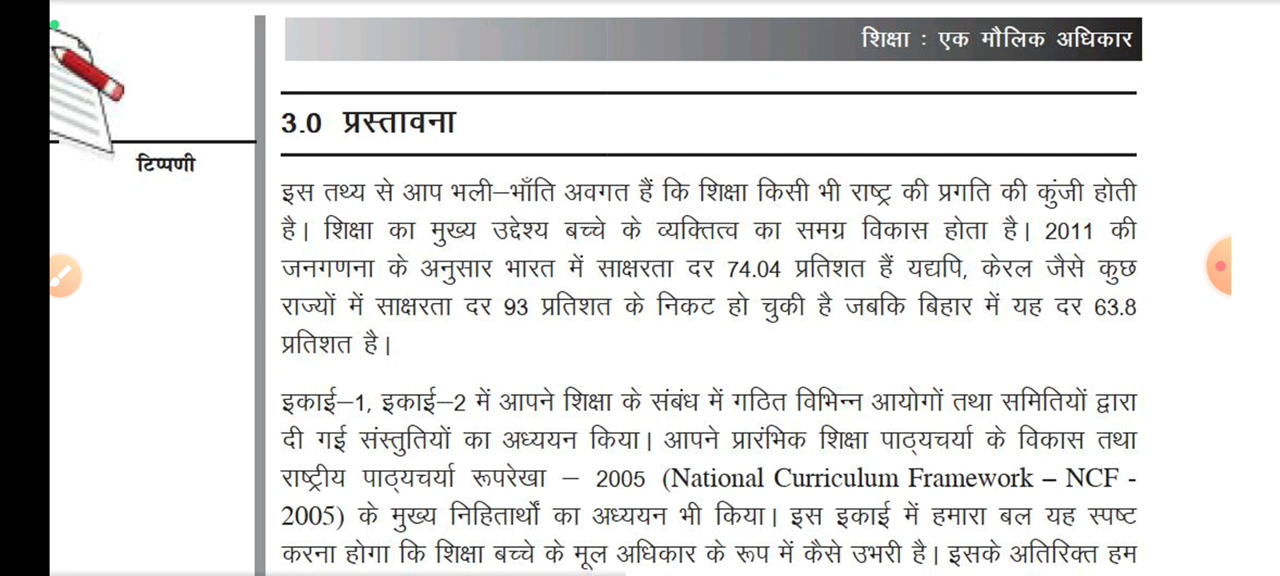 शिक्षा : एक मौलिक अधिकार
3.0 प्रस्तावना
टिप्पणी
इस तथ्य से आप भली–भाँति अवगत हैं कि शिक्षा किसी भी राष्ट्र की प्रगति की कुंजी होती
है। शिक्षा का मुख्य उद्देश्य बच्चे के व्यक्तित्व का समग्र विकास होता है। 2011 की
जनगणना के अनुसार भारत में साक्षरता दर 74.04 प्रतिशत हैं यद्यपि, केरल जैसे कुछ
राज्यों में साक्षरता दर 93 प्रतिशत के निकट हो चुकी है जबकि बिहार में यह दर 63.8
प्रतिशत है।
इकाई–1, इकाई–2 में आपने शिक्षा के संबंध में गठित विभिन्न आयोगों तथा समितियों द्वारा
दी गई संस्तुतियों का अध्ययन किया। आपने प्रारंभिक शिक्षा पाठ्यचर्या के विकास तथा
राष्ट्रीय पाठ्यचर्या रूपरेखा – 2005 (National Curriculum Framework – NCF -
2005) के मुख्य निहितार्थों का अध्ययन भी किया। इस इकाई में हमारा बल यह स्पष्ट
करना होगा कि शिक्षा बच्चे के मूल अधिकार के रूप में कैसे उभरी है। इसके अतिरिक्त हम